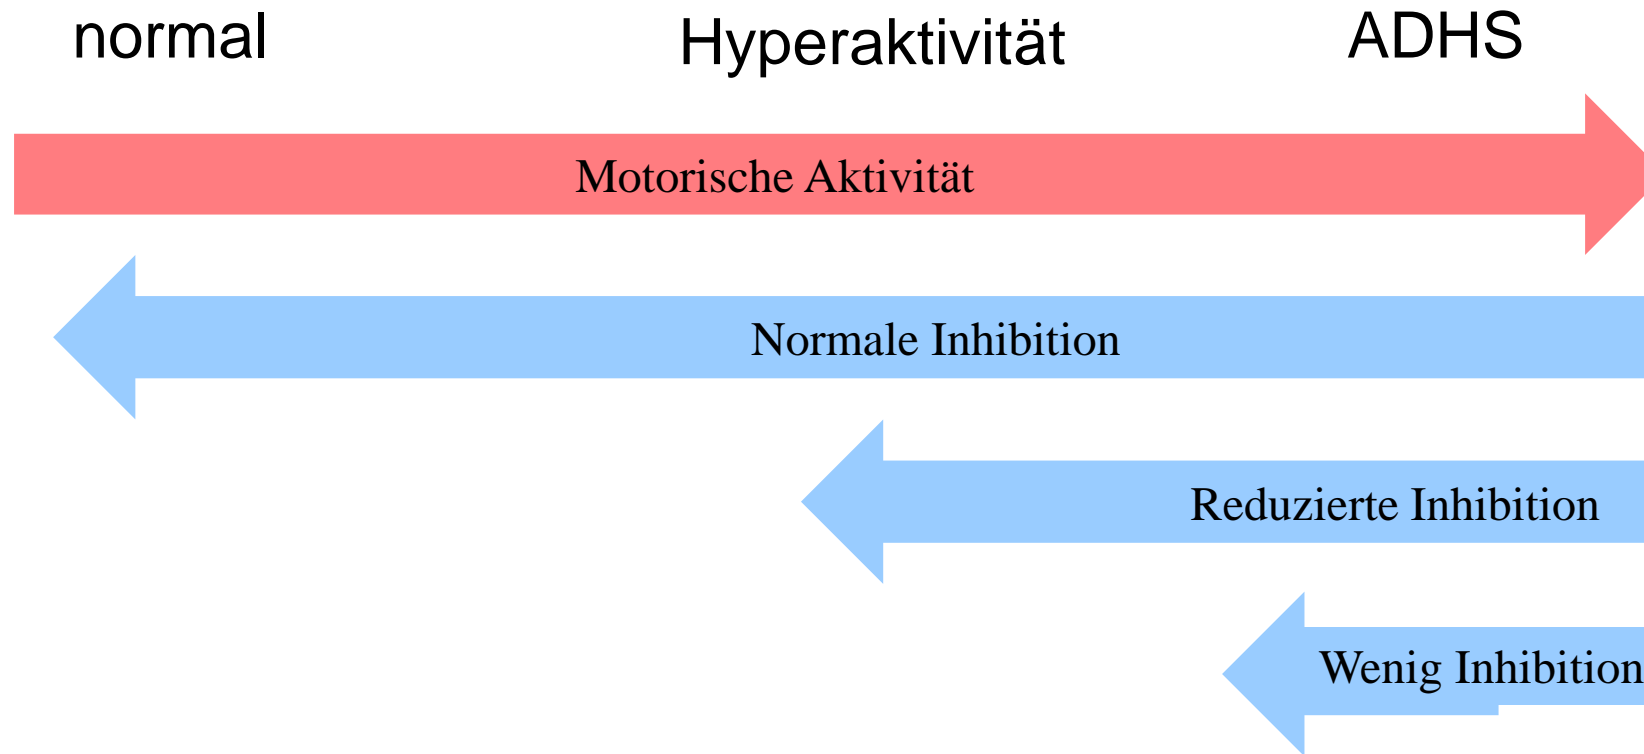 normal
Hyperaktivität
ADHS
Motorische Aktivität
Normale Inhibition
Reduzierte Inhibition
Wenig Inhibition